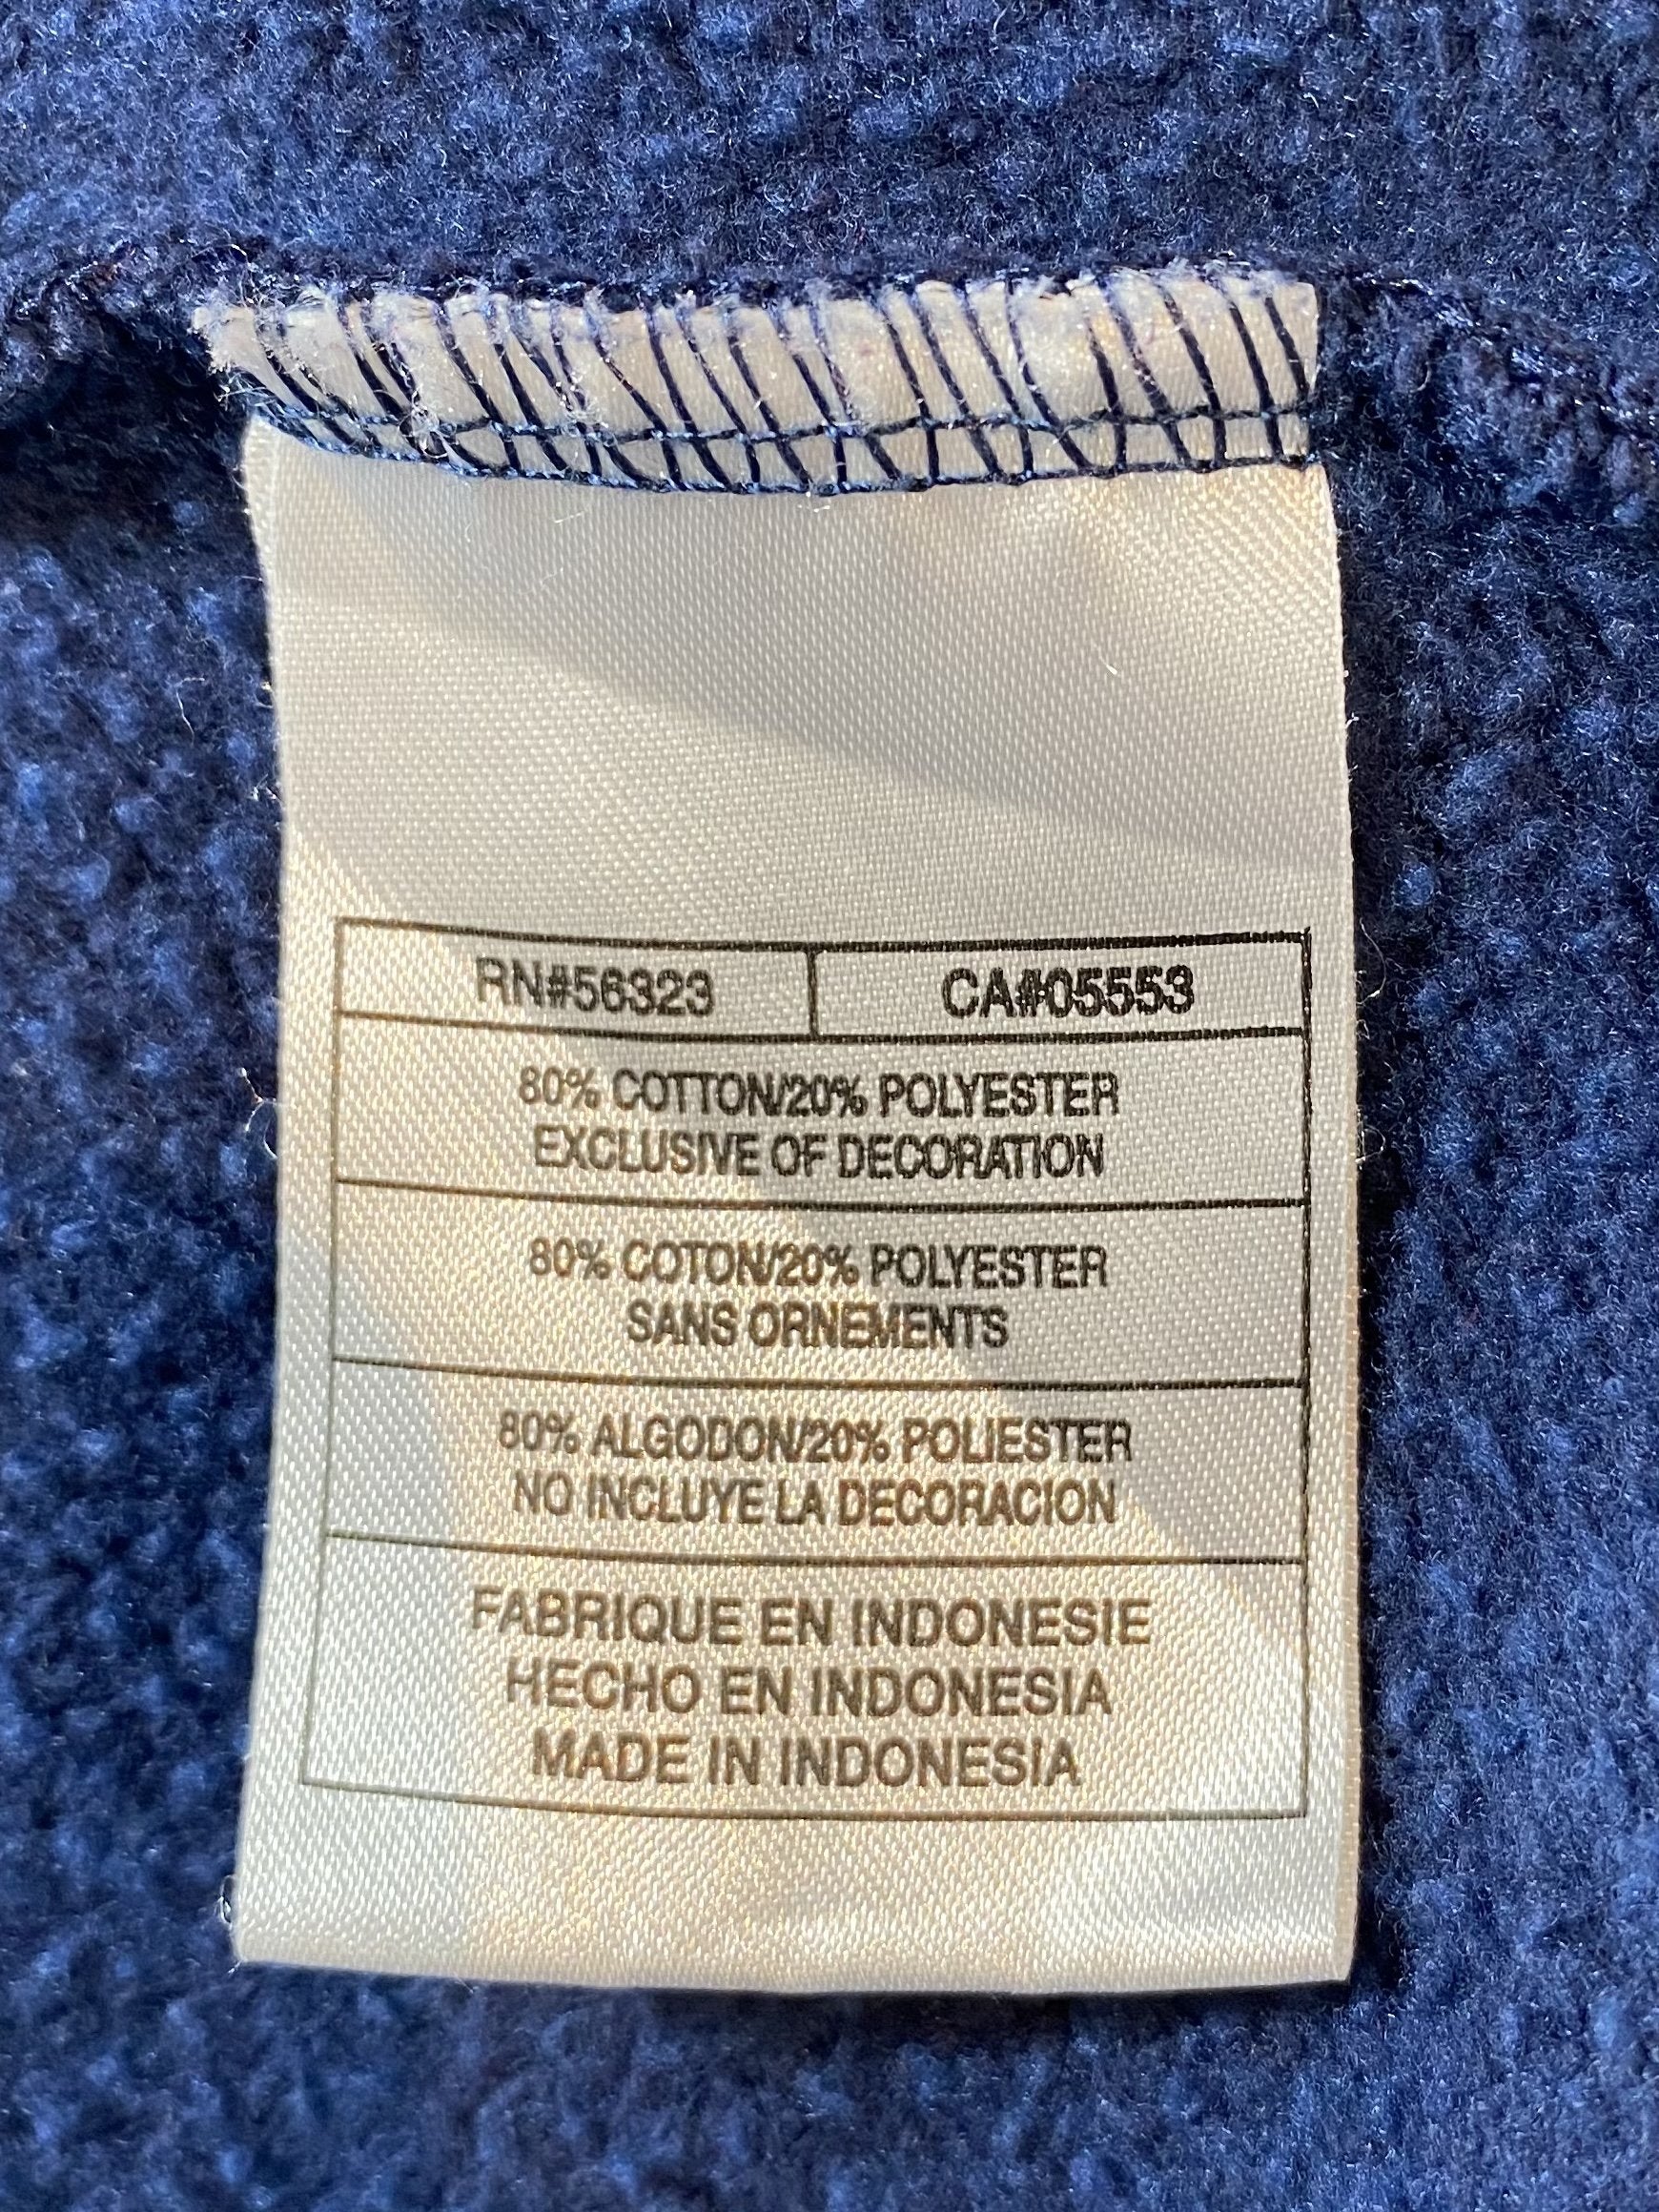 RN#56323 CA#05553
80% COTTON/20% POLYESTER
EXCLUSIVE OF DECORATION
80% COTON/20% POLYESTER
SANS ORNEMENTS
80% ALGODON/20% POLIESTER
NO INCLUYE LA DECORACION
FABRIQUE EN INDONESIE
HECHO EN INDONESIA
MADE IN INDONESIA